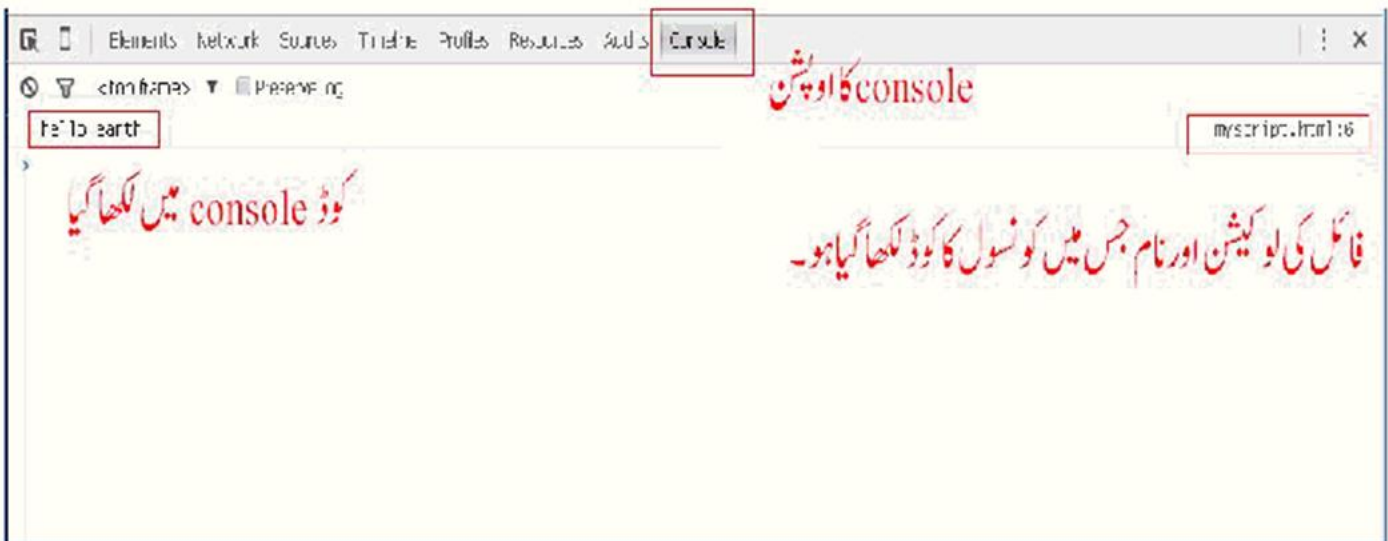 Elements Network Sources Timeline Profiles Resources Audits Console
<top frame> Preserve log
console کا اوپشن
hello earth
myscript.html:6
کوڈ console میں لکھا گیا
فائل کی لوکیشن اور نام جس میں کونسول کا کوڈ لکھا گیا ہو۔